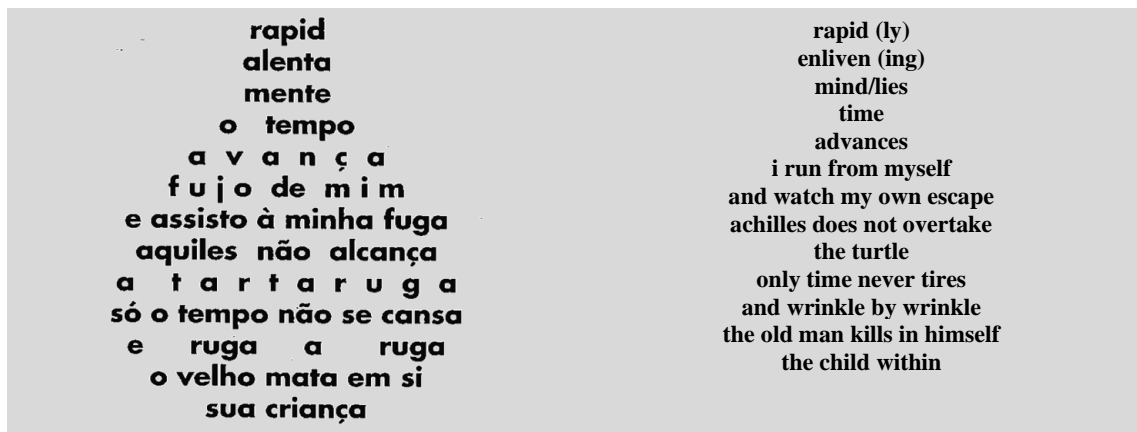 rapid
alenta
mente
o tempo
a v a n ç a
f u j o de m i m
e assisto à minha fuga
aquiles não alcança
a t a r t a r u g a
só o tempo não se cansa
e ruga a ruga
o velho mata em si
sua criança
rapid (ly)
enliven (ing)
mind/lies
time
advances
i run from myself
and watch my own escape
achilles does not overtake
the turtle
only time never tires
and wrinkle by wrinkle
the old man kills in himself
the child within